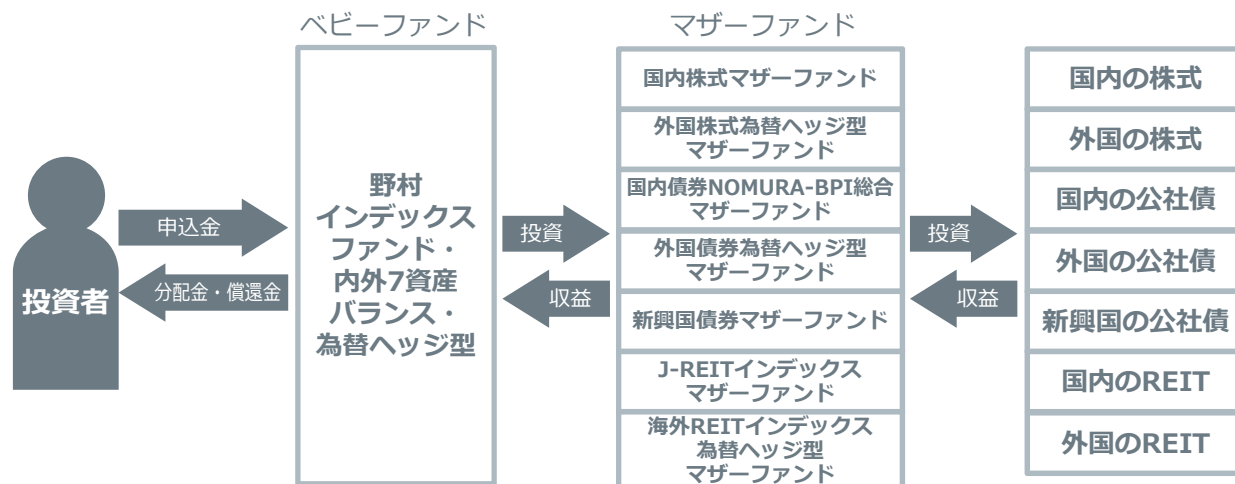 ベビーファンド
マザーファンド
投資者
申込金
分配金・償還金
野村
インデックス
ファンド・
内外7資産
バランス・
為替ヘッジ型
投資
収益
国内株式マザーファンド
外国株式為替ヘッジ型
マザーファンド
国内債券NOMURA-BPI総合
マザーファンド
外国債券為替ヘッジ型
マザーファンド
新興国債券マザーファンド
J-REITインデックス
マザーファンド
海外REITインデックス
為替ヘッジ型
マザーファンド
投資
収益
国内の株式
外国の株式
国内の公社債
外国の公社債
新興国の公社債
国内のREIT
外国のREIT